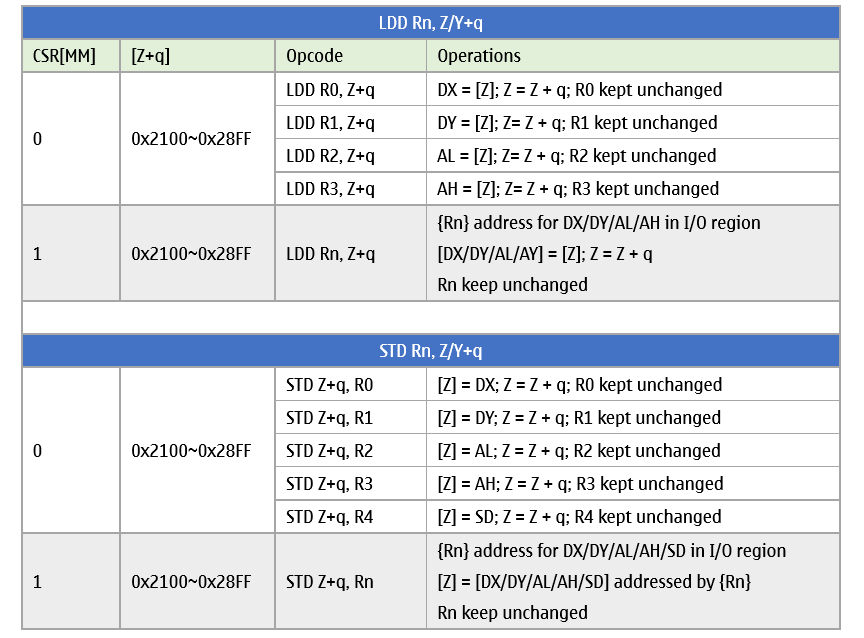 LDD Rn, Z/Y+q
CSR[MM] [Z+q] Opcode Operations
0 0x2100~0x28FF
LDD R0, Z+q DX = [Z]; Z = Z + q; R0 kept unchanged
LDD R1, Z+q DY = [Z]; Z= Z + q; R1 kept unchanged
LDD R2, Z+q AL = [Z]; Z= Z + q; R2 kept unchanged
LDD R3, Z+q AH = [Z]; Z= Z + q; R3 kept unchanged
1 0x2100~0x28FF LDD Rn, Z+q
{Rn} address for DX/DY/AL/AH in I/O region
[DX/DY/AL/AY] = [Z]; Z = Z + q
Rn keep unchanged
STD Rn, Z/Y+q
0 0x2100~0x28FF
STD Z+q, R0 [Z] = DX; Z = Z + q; R0 kept unchanged
STD Z+q, R1 [Z] = DY; Z = Z + q; R1 kept unchanged
STD Z+q, R2 [Z] = AL; Z = Z + q; R2 kept unchanged
STD Z+q, R3 [Z] = AH; Z = Z + q; R3 kept unchanged
STD Z+q, R4 [Z] = SD; Z = Z + q; R4 kept unchanged
1 0x2100~0x28FF STD Z+q, Rn
{Rn} address for DX/DY/AL/AH/SD in I/O region
[Z] = [DX/DY/AL/AH/SD] addressed by {Rn}
Rn keep unchanged